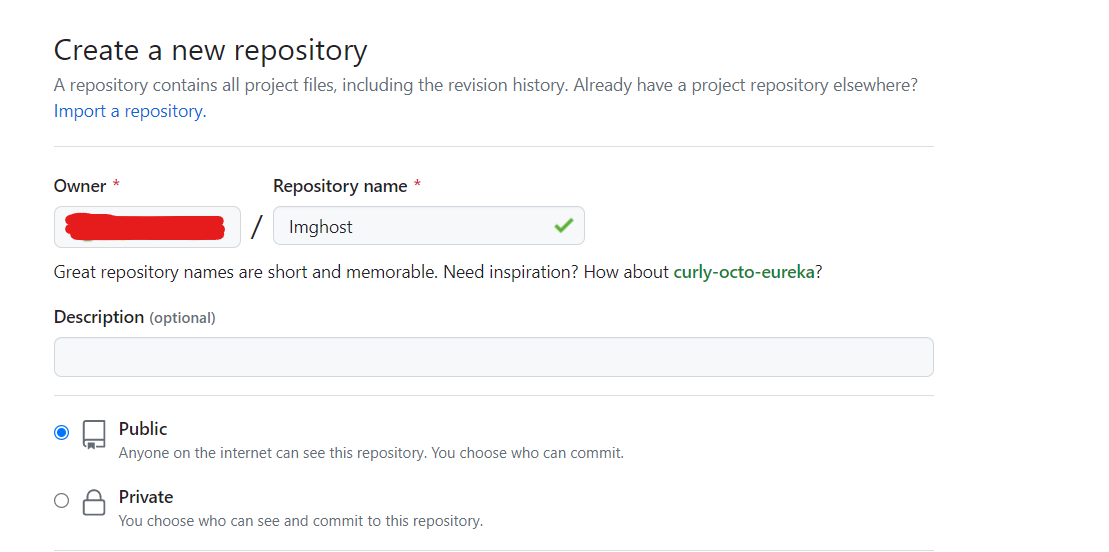 Create a new repository
A repository contains all project files, including the revision history. Already have a project repository elsewhere?
Import a repository.
Owner *
Repository name *
/
Imghost
Great repository names are short and memorable. Need inspiration? How about curly-octo-eureka?
Description (optional)
Public
Anyone on the internet can see this repository. You choose who can commit.
Private
You choose who can see and commit to this repository.